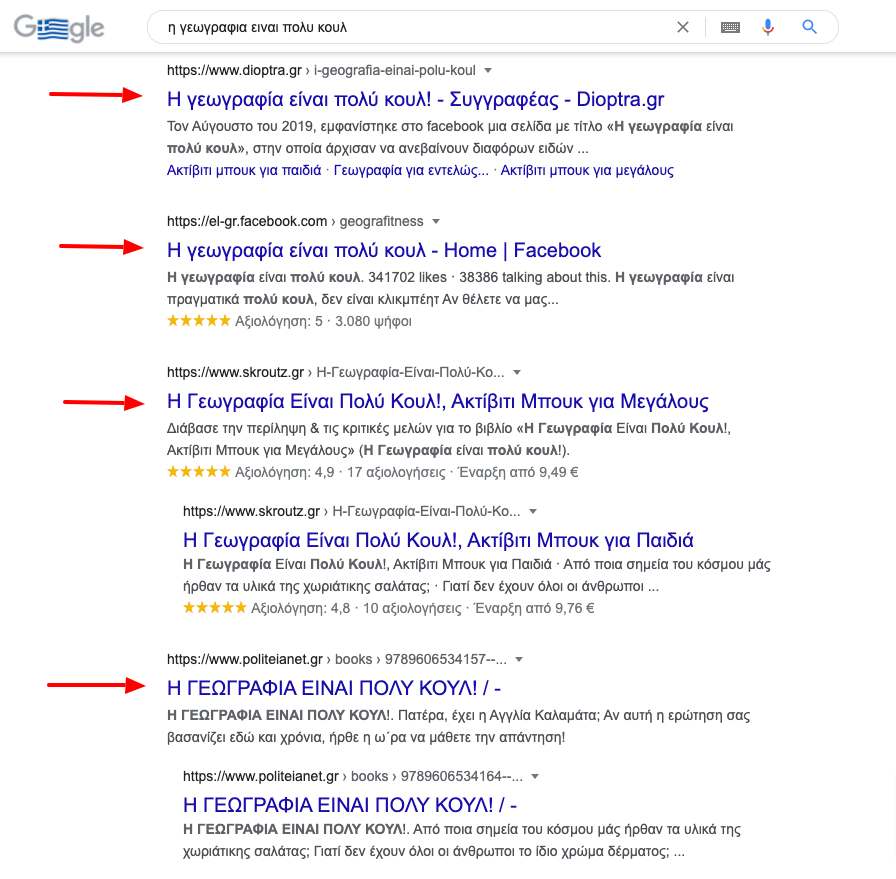 Google
η γεωγραφια ειναι πολυ κουλ
https://www.dioptra.gr › i-geografia-einai-polu-koul
Η γεωγραφία είναι πολύ κουλ! - Συγγραφέας - Dioptra.gr
Τον Αύγουστο του 2019, εμφανίστηκε στο facebook μια σελίδα με τίτλο «Η γεωγραφία είναι
πολύ κουλ», στην οποία άρχισαν να ανεβαίνουν διαφόρων ειδών ...
Ακτίβιτι μπουκ για παιδιά · Γεωγραφία για εντελώς... · Ακτίβιτι μπουκ για μεγάλους
https://el-gr.facebook.com › geografitness
Η γεωγραφία είναι πολύ κουλ - Home | Facebook
Η γεωγραφία είναι πολύ κουλ. 341702 likes · 38386 talking about this. Η γεωγραφία είναι
πραγματικά πολύ κουλ, δεν είναι κλικμπέητ Αν θέλετε να μας...
★★★★★ Αξιολόγηση: 5 · 3.080 ψήφοι
https://www.skroutz.gr › Η-Γεωγραφία-Είναι-Πολύ-Κο...
Η Γεωγραφία Είναι Πολύ Κουλ!, Ακτίβιτι Μπουκ για Μεγάλους
Διάβασε την περίληψη & τις κριτικές μελών για το βιβλίο «Η Γεωγραφία Είναι Πολύ Κουλ!,
Ακτίβιτι Μπουκ για Μεγάλους» (Η Γεωγραφία είναι πολύ κουλ!).
★★★★★ Αξιολόγηση: 4,9 · 17 αξιολογήσεις · Έναρξη από 9,49 €
https://www.skroutz.gr › Η-Γεωγραφία-Είναι-Πολύ-Κο...
Η Γεωγραφία Είναι Πολύ Κουλ!, Ακτίβιτι Μπουκ για Παιδιά
Η Γεωγραφία Είναι Πολύ Κουλ!, Ακτίβιτι Μπουκ για Παιδιά · Από ποια σημεία του κόσμου μάς
ήρθαν τα υλικά της χωριάτικης σαλάτας; · Γιατί δεν έχουν όλοι οι άνθρωποι ...
★★★★★ Αξιολόγηση: 4,8 · 10 αξιολογήσεις · Έναρξη από 9,76 €
https://www.politeianet.gr › books › 9789606534157--...
Η ΓΕΩΓΡΑΦΙΑ ΕΙΝΑΙ ΠΟΛΥ ΚΟΥΛ! / -
Η ΓΕΩΓΡΑΦΙΑ ΕΙΝΑΙ ΠΟΛΥ ΚΟΥΛ!. Πατέρα, έχει η Αγγλία Καλαμάτα; Αν αυτή η ερώτηση σας
βασανίζει εδώ και χρόνια, ήρθε η ω΄ρα να μάθετε την απάντηση!
https://www.politeianet.gr › books › 9789606534164--...
Η ΓΕΩΓΡΑΦΙΑ ΕΙΝΑΙ ΠΟΛΥ ΚΟΥΛ! / -
Η ΓΕΩΓΡΑΦΙΑ ΕΙΝΑΙ ΠΟΛΥ ΚΟΥΛ!. Από ποια σημεία του κόσμου μάς ήρθαν τα υλικά της
χωριάτικης σαλάτας; Γιατί δεν έχουν όλοι οι άνθρωποι το ίδιο χρώμα δέρματος; ...